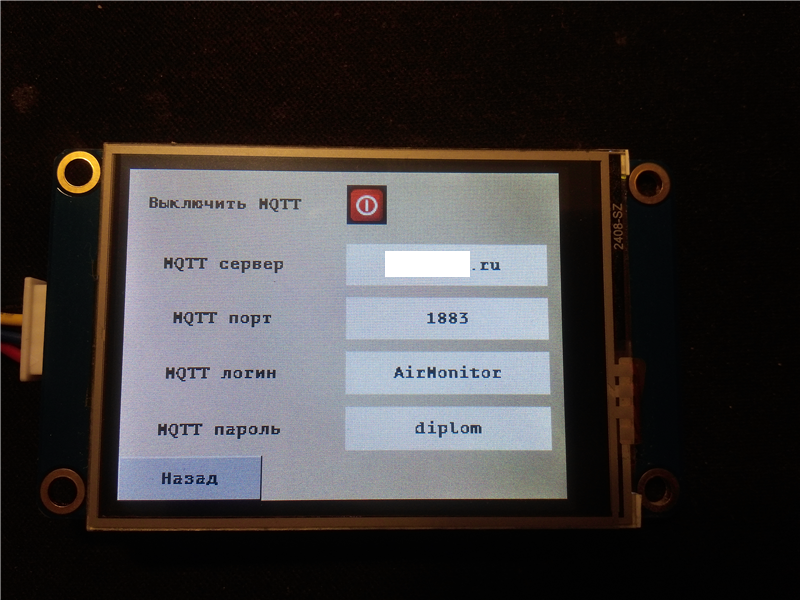 Выключить MQTT
MQTT сервер .ru
MQTT порт 1883
MQTT логин AirMonitor
MQTT пароль diplom
Назад
2408-SZ